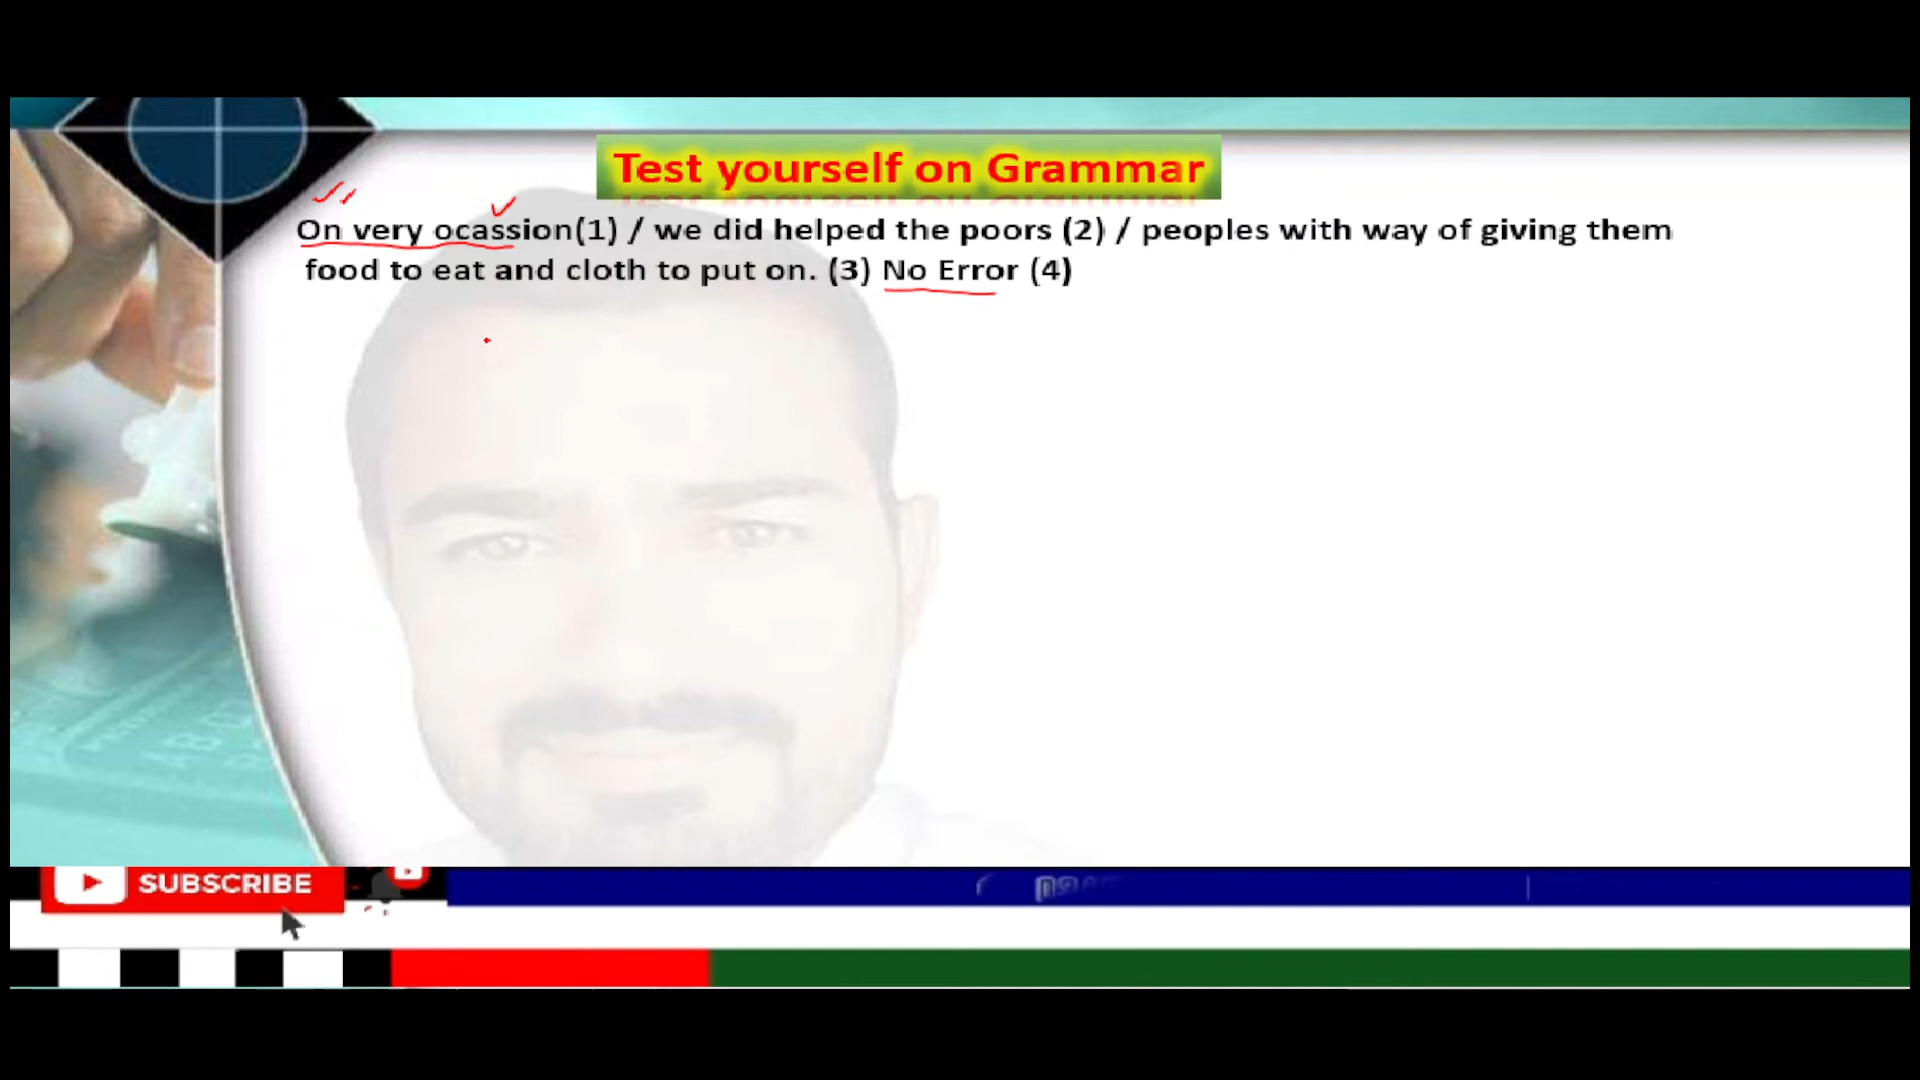 Test yourself on Grammar
On very ocassion(1) / we did helped the poors (2) / peoples with way of giving them
food to eat and cloth to put on. (3) No Error (4)
SUBSCRIBE